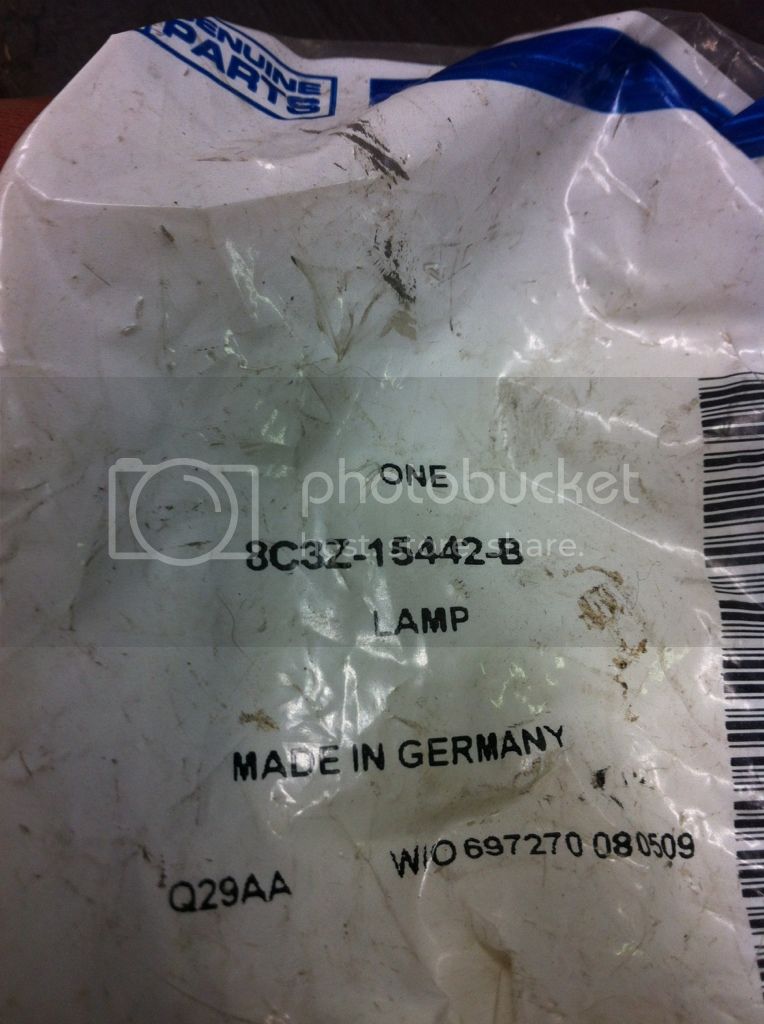 GENUINE
PARTS
ONE
photobucket
8C3Z-15442-B
LAMP
MADE IN GERMANY
W/O 697270 080509
Q29AA